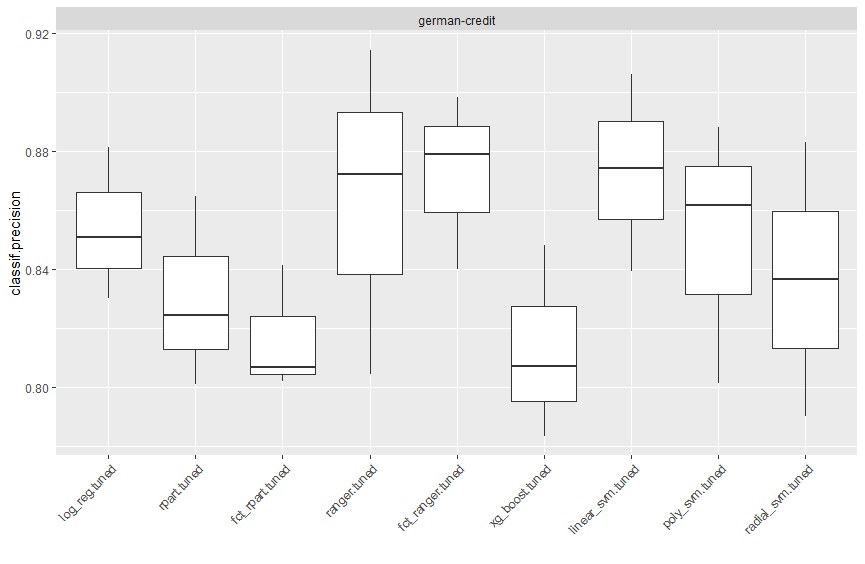 german-credit
classif.precision
0.92
0.88
0.84
0.80
log_reg.tuned
rpart.tuned
fct_rpart.tuned
ranger.tuned
fct_ranger.tuned
xg_boost.tuned
linear_svm.tuned
poly_svm.tuned
radial_svm.tuned